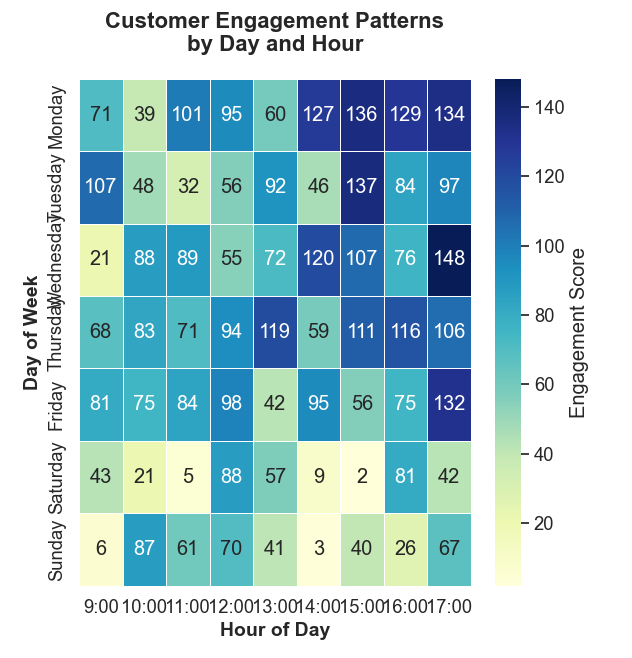 Customer Engagement Patterns
by Day and Hour
Day of Week
Monday
71 39 101 95 60 127 136 129 134
Tuesday
107 48 32 56 92 46 137 84 97
Wednesday
21 88 89 55 72 120 107 76 148
Thursday
68 83 71 94 119 59 111 116 106
Friday
81 75 84 98 42 95 56 75 132
Saturday
43 21 5 88 57 9 2 81 42
Sunday
6 87 61 70 41 3 40 26 67
9:00 10:00 11:00 12:00 13:00 14:00 15:00 16:00 17:00
Hour of Day
140
120
100
80
60
40
20
Engagement Score